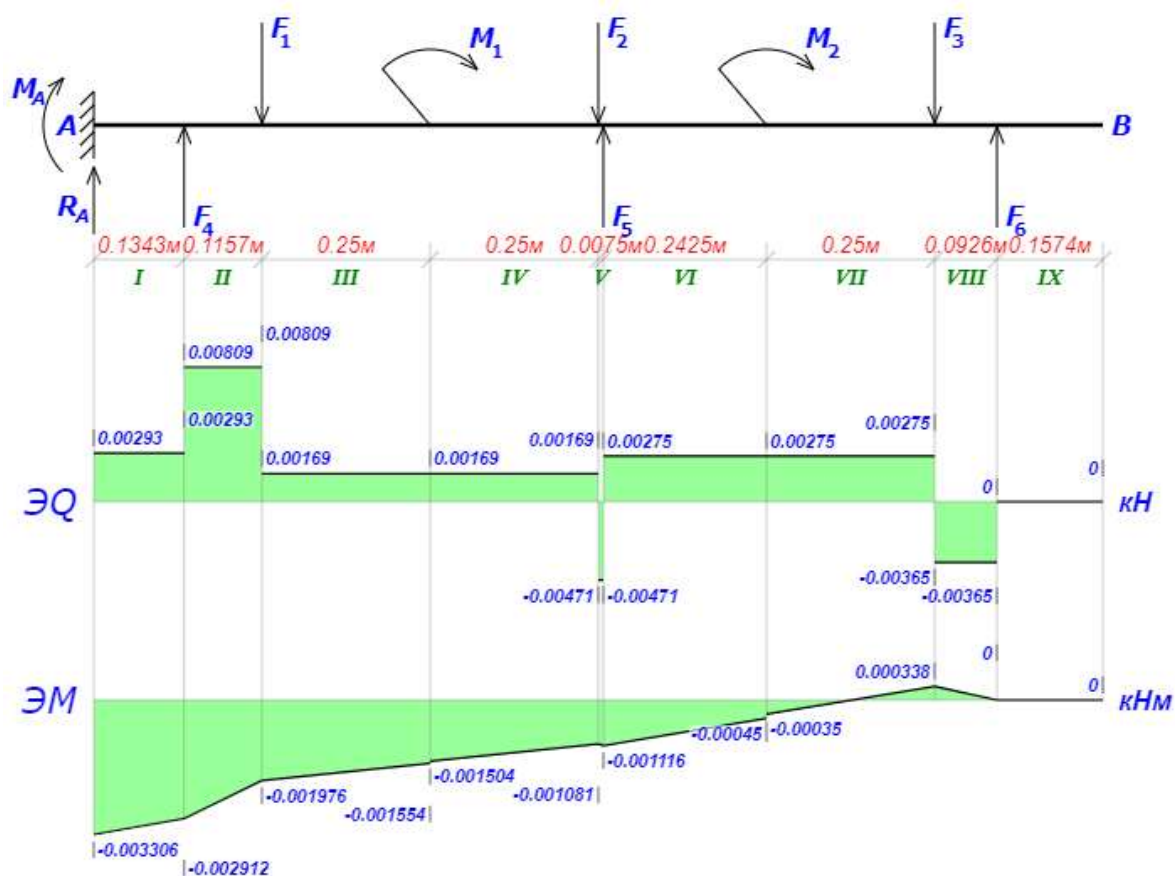 F1 F2 F3
M1 M2
MA
A B
RA F4 F5 F6
0.1343м 0.1157м 0.25м 0.25м 0.0075м 0.2425м 0.25м 0.0926м 0.1574м
I II III IV V VI VII VIII IX
0.00809
0.00809
0.00293 0.00275
0.00293 0.00169 0.00275 0.00275
0.00169 0.00169 0 0
ЭQ кН
-0.00365
-0.00471 -0.00471 -0.00365
0
0.000338 0
ЭМ кНм
-0.00045 -0.00035
-0.001504 -0.001116
-0.001976 -0.001081
-0.001554
-0.003306
-0.002912